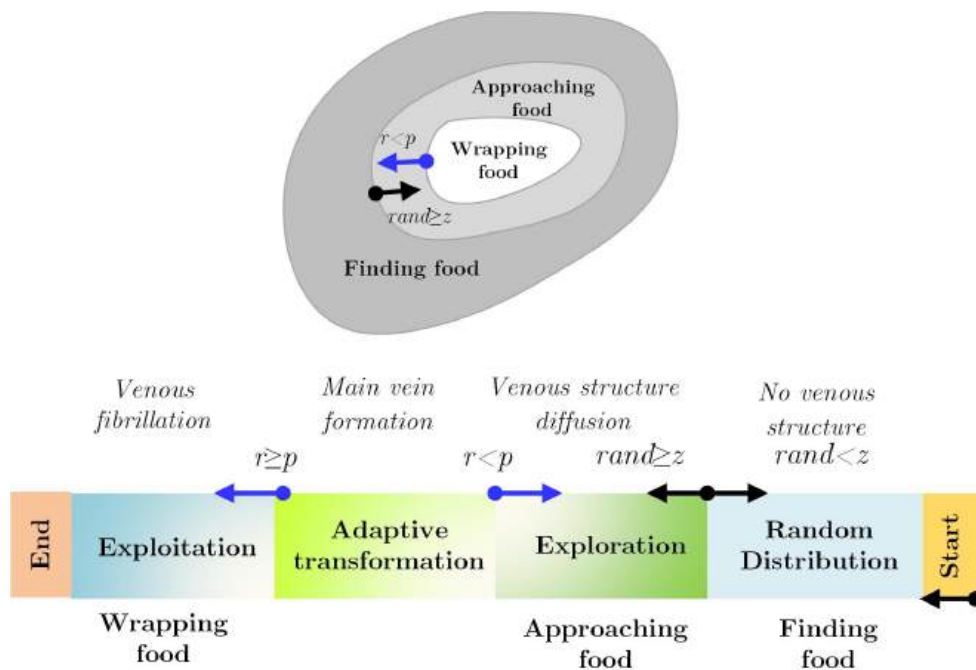 Approaching
food
r<p
Wrapping
food
rand≥z
Finding food
Venous
fibrillation
Main vein
formation
Venous structure
diffusion
No venous
structure
r≥p
r<p
rand≥z
rand<z
End
Exploitation
Adaptive
transformation
Exploration
Random
Distribution
Start
Wrapping
food
Approaching
food
Finding
food